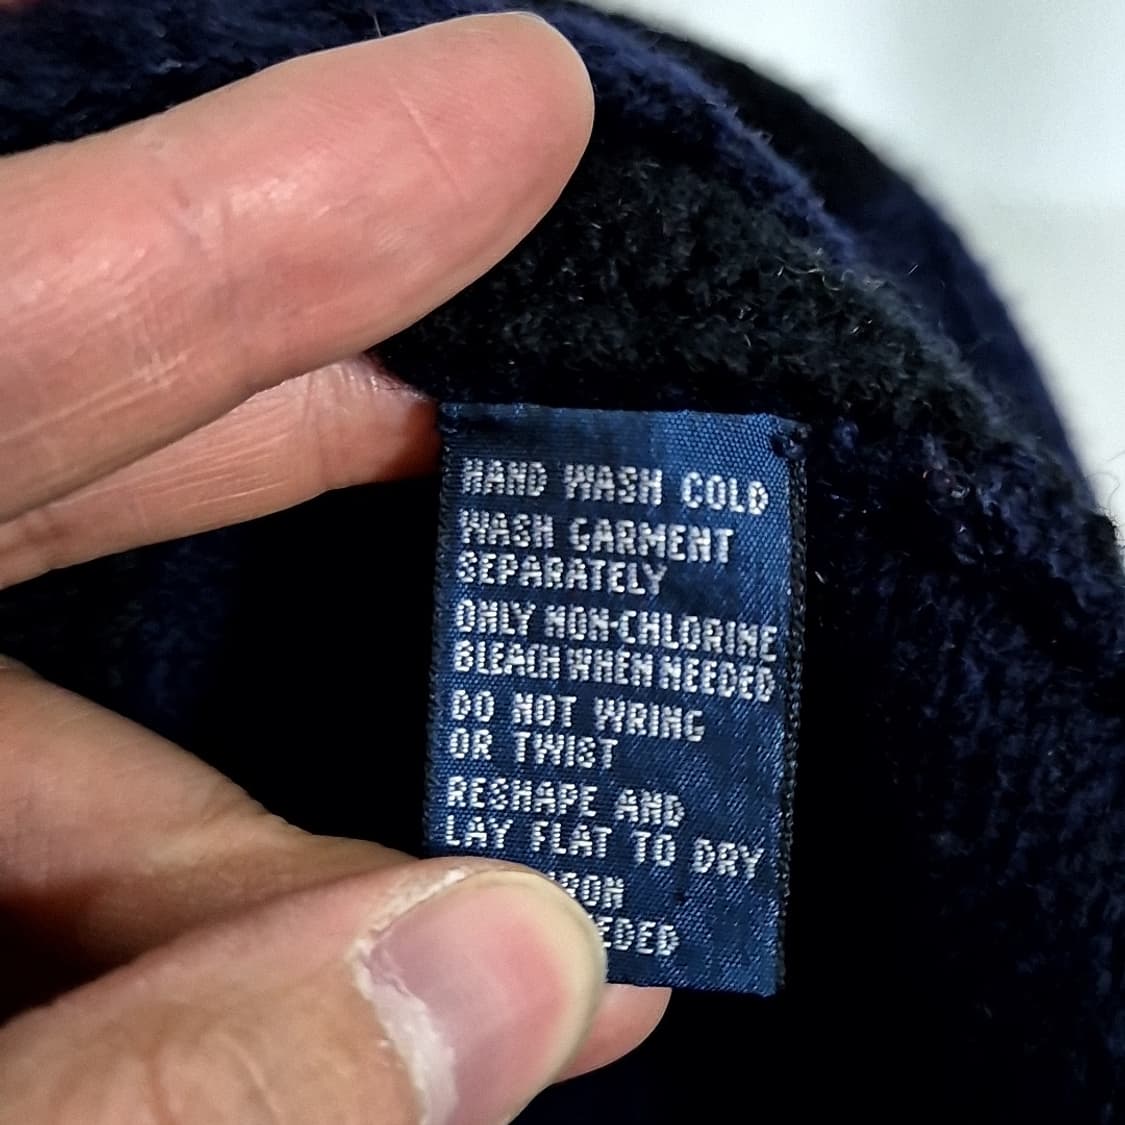 HAND WASH COLD
WASH GARMENT
SEPARATELY
ONLY NON-CHLORINE
BLEACH WHEN NEEDED
DO NOT WRING
OR TWIST
RESHAPE AND
LAY FLAT TO DRY